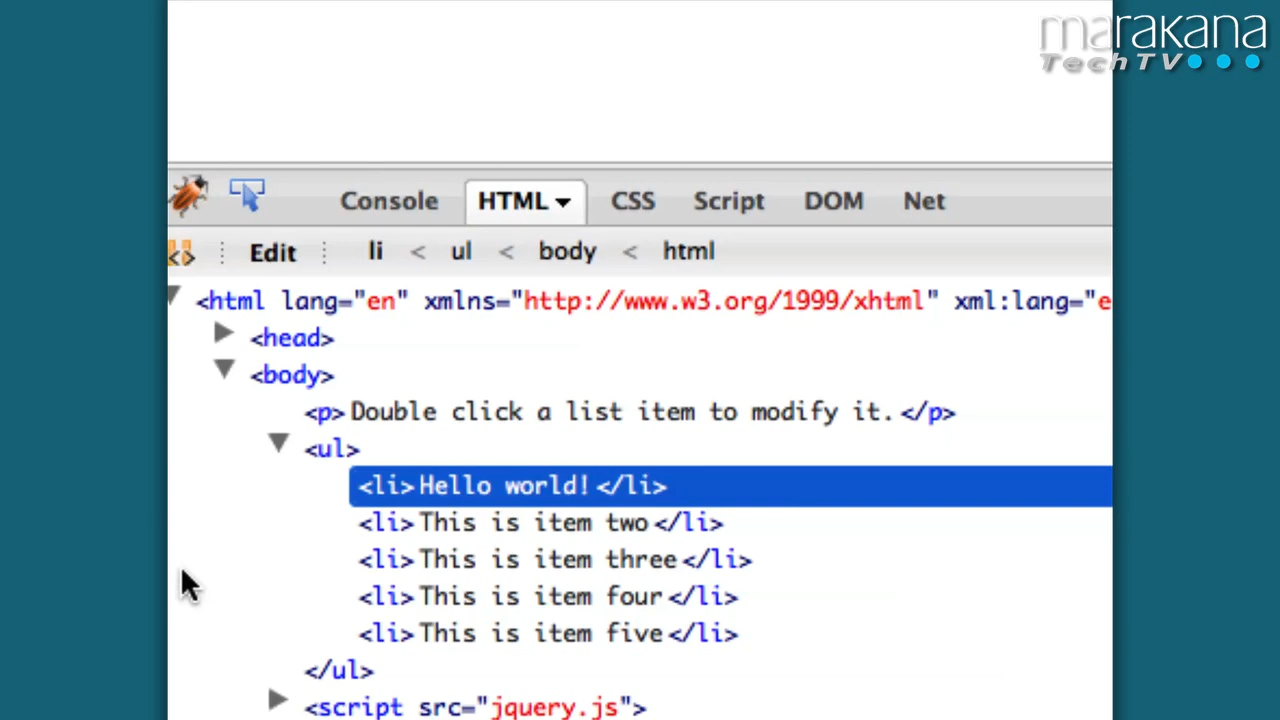 marakana
TechTV
Console HTML CSS Script DOM Net
Edit li < ul < body < html
<html lang="en" xmlns="http://www.w3.org/1999/xhtml" xml:lang="e
<head>
<body>
<p>Double click a list item to modify it.</p>
<ul>
<li>Hello world!</li>
<li>This is item two</li>
<li>This is item three</li>
<li>This is item four</li>
<li>This is item five</li>
</ul>
<script src="jquery.js">